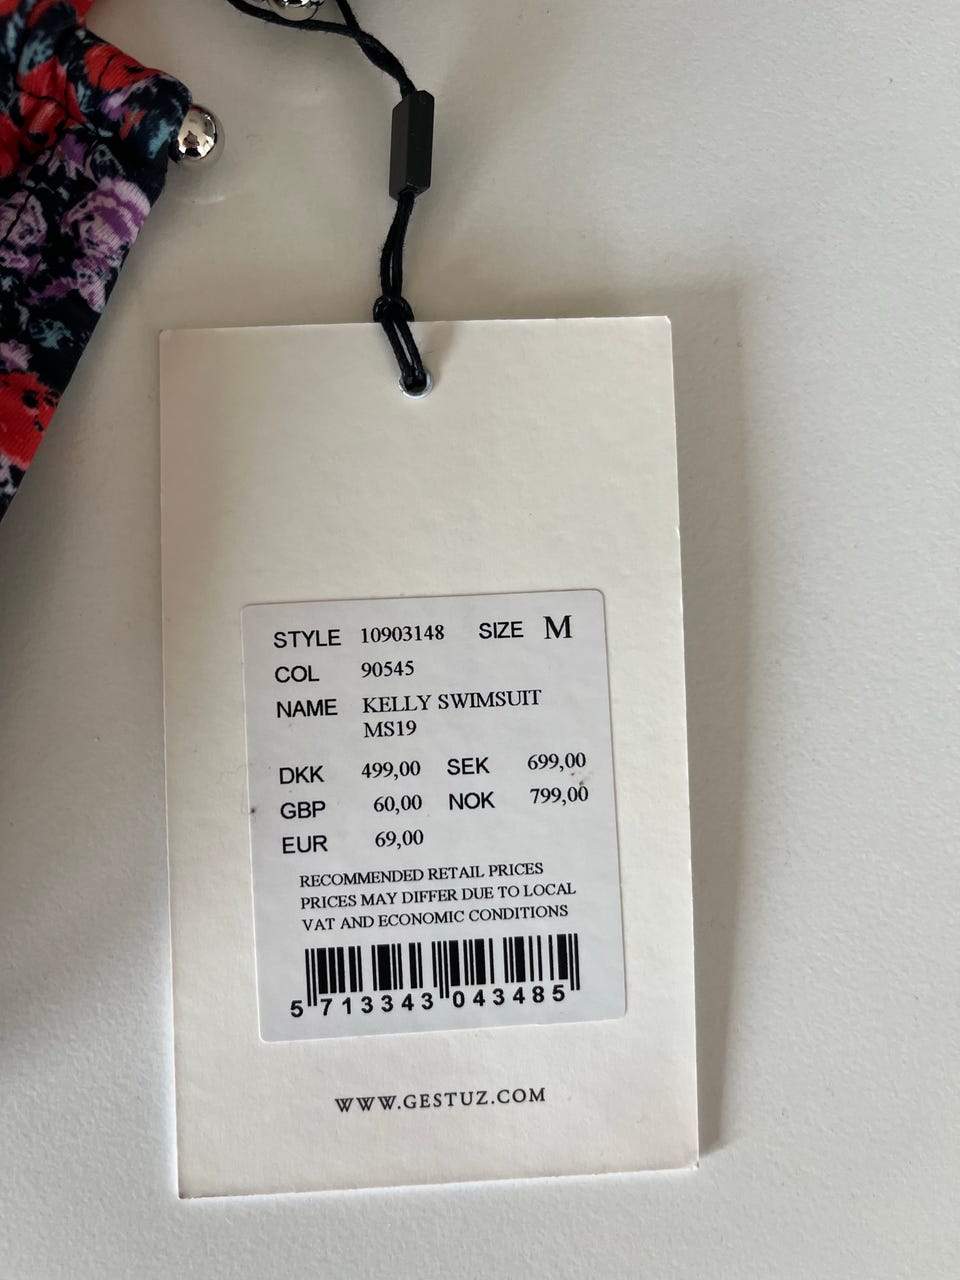 STYLE 10903148 SIZE M
COL 90545
NAME KELLY SWIMSUIT
MS19
DKK 499,00 SEK 699,00
GBP 60,00 NOK 799,00
EUR 69,00
RECOMMENDED RETAIL PRICES
PRICES MAY DIFFER DUE TO LOCAL
VAT AND ECONOMIC CONDITIONS
5 713343 043485
WWW.GESTUZ.COM